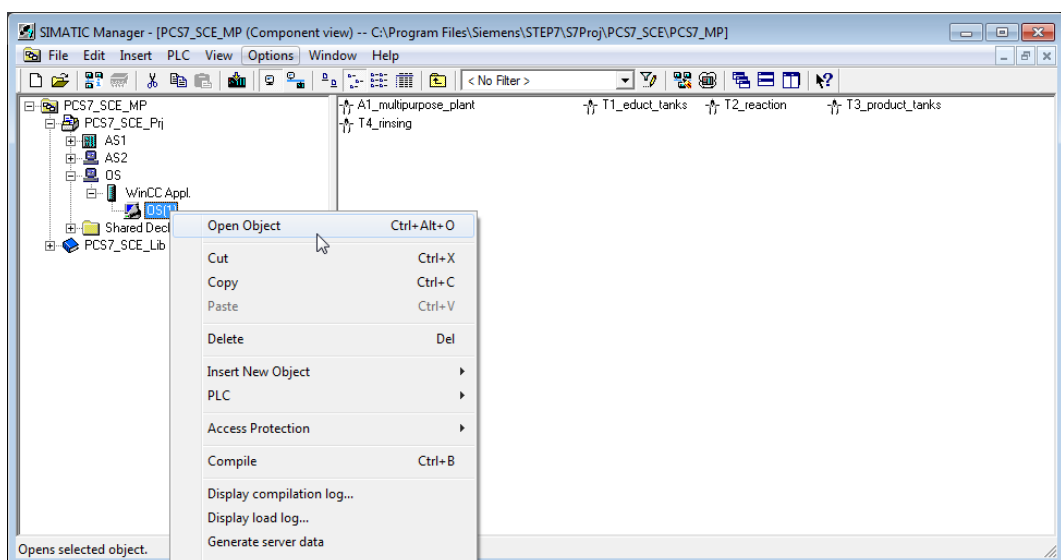 SIMATIC Manager - [PCS7_SCE_MP (Component view) -- C:\Program Files\Siemens\STEP7\S7Proj\PCS7_SCE\PCS7_MP]
File Edit Insert PLC View Options Window Help
< No Filter >
PCS7_SCE_MP
PCS7_SCE_Prj
AS1
AS2
OS
WinCC Appl.
OS(1)
Shared Decl
PCS7_SCE_Lib
A1_multipurpose_plant T1_educt_tanks T2_reaction T3_product_tanks
T4_rinsing
Open Object Ctrl+Alt+O
Cut Ctrl+X
Copy Ctrl+C
Paste Ctrl+V
Delete Del
Insert New Object
PLC
Access Protection
Compile Ctrl+B
Display compilation log...
Display load log...
Generate server data
Opens selected object.